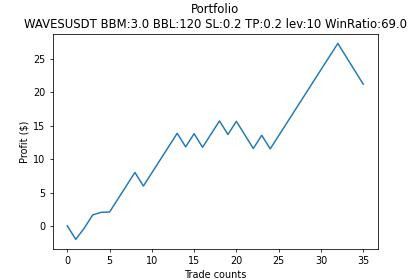 Portfolio
WAVESUSDT BBM:3.0 BBL:120 SL:0.2 TP:0.2 lev:10 WinRatio:69.0
Profit ($)
25
20
15
10
5
0
0 5 10 15 20 25 30 35
Trade counts